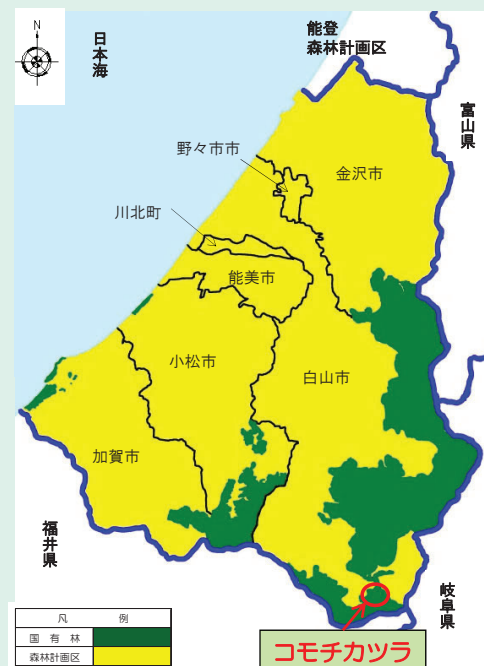 N
日本海
能登
森林計画区
富山県
野々市市
金沢市
川北町
能美市
小松市
白山市
加賀市
福井県
岐阜県
凡例
国有林
森林計画区
コモチカツラ